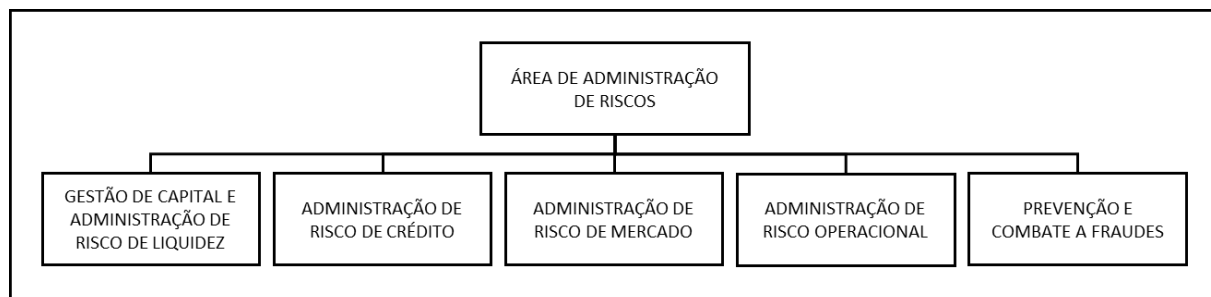 ÁREA DE ADMINISTRAÇÃO
DE RISCOS
GESTÃO DE CAPITAL E
ADMINISTRAÇÃO DE
RISCO DE LIQUIDEZ
ADMINISTRAÇÃO DE
RISCO DE CRÉDITO
ADMINISTRAÇÃO DE
RISCO DE MERCADO
ADMINISTRAÇÃO DE
RISCO OPERACIONAL
PREVENÇÃO E
COMBATE A FRAUDES